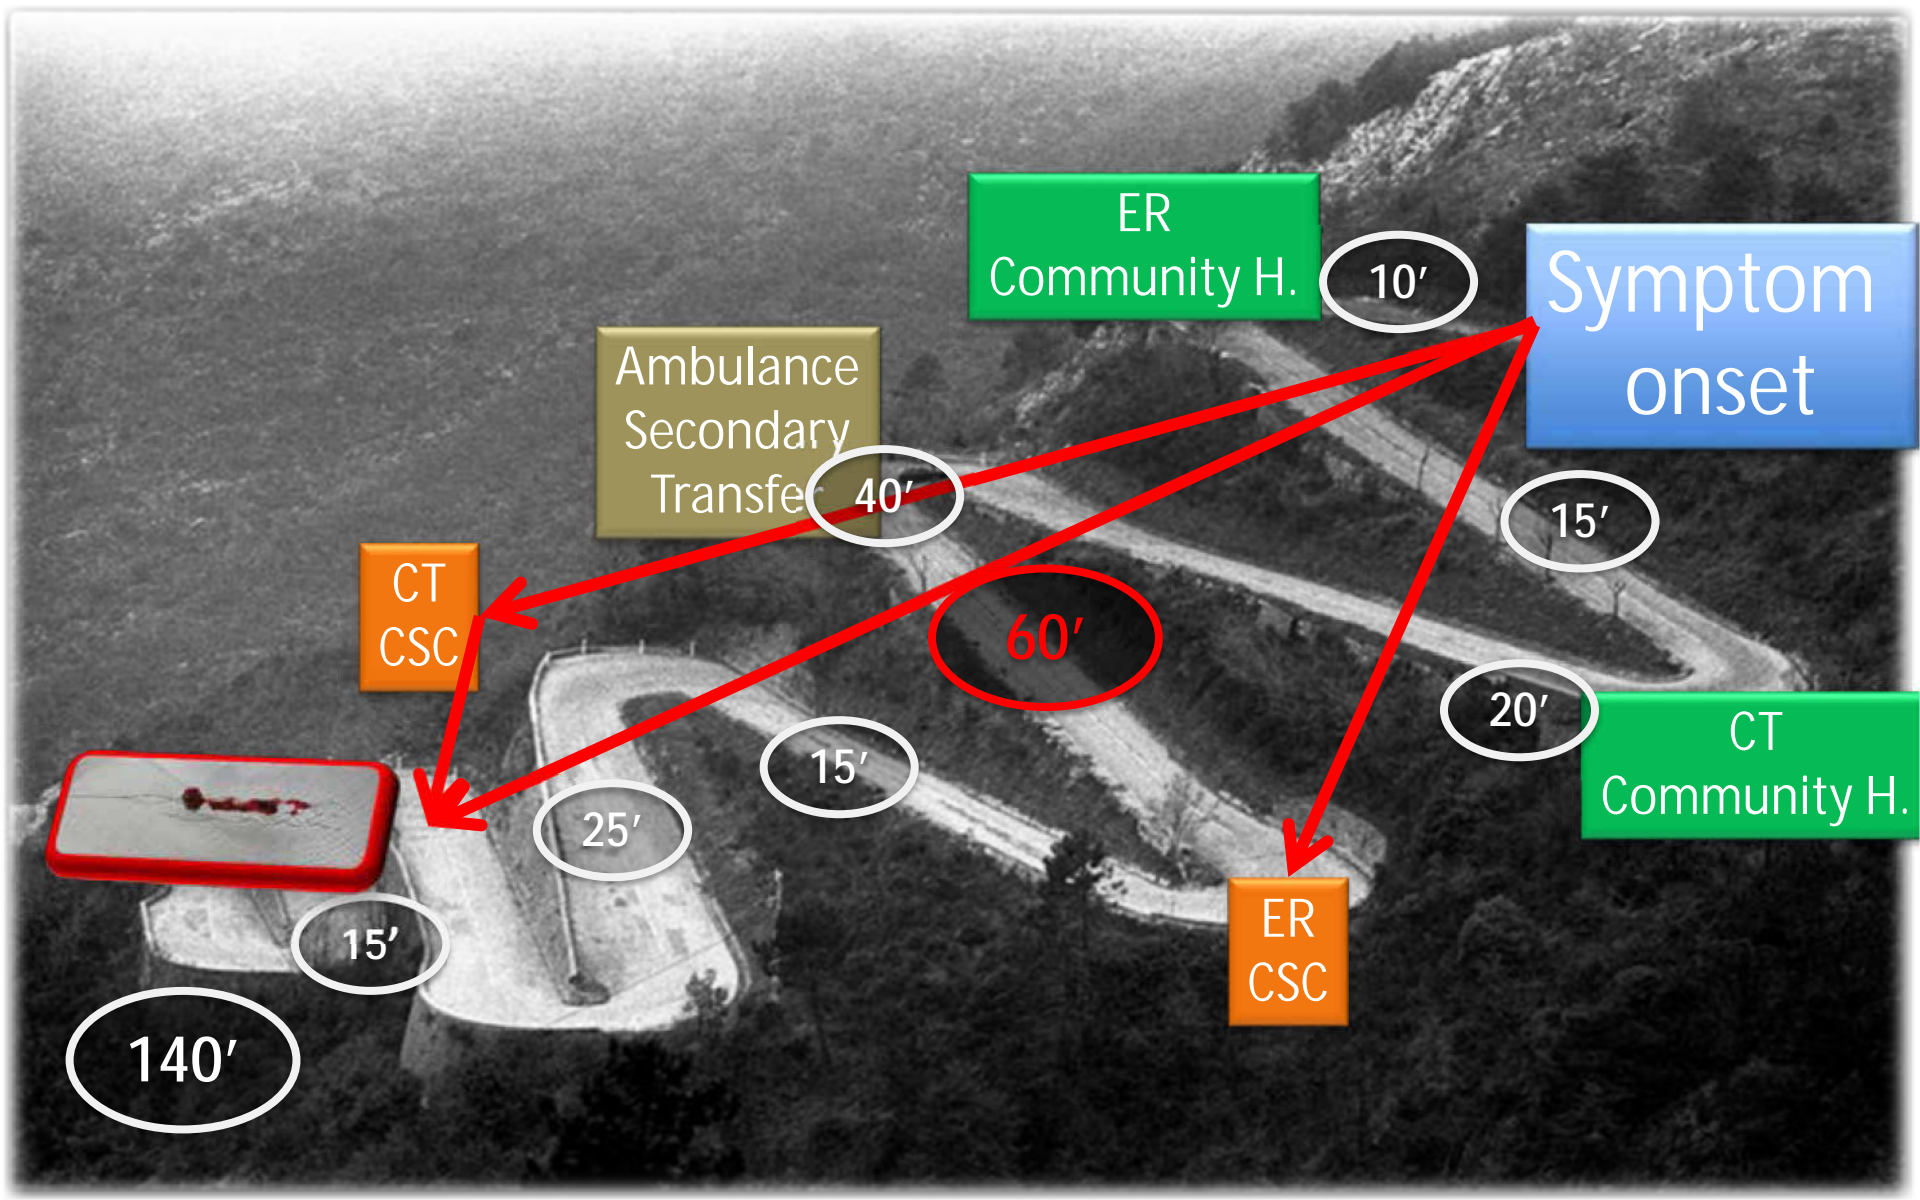 ER
Community H.
10′
Symptom
onset
Ambulance
Secondary
Transfer
40′
15′
CT
CSC
60′
20′
CT
Community H.
15′
25′
ER
CSC
15′
140′